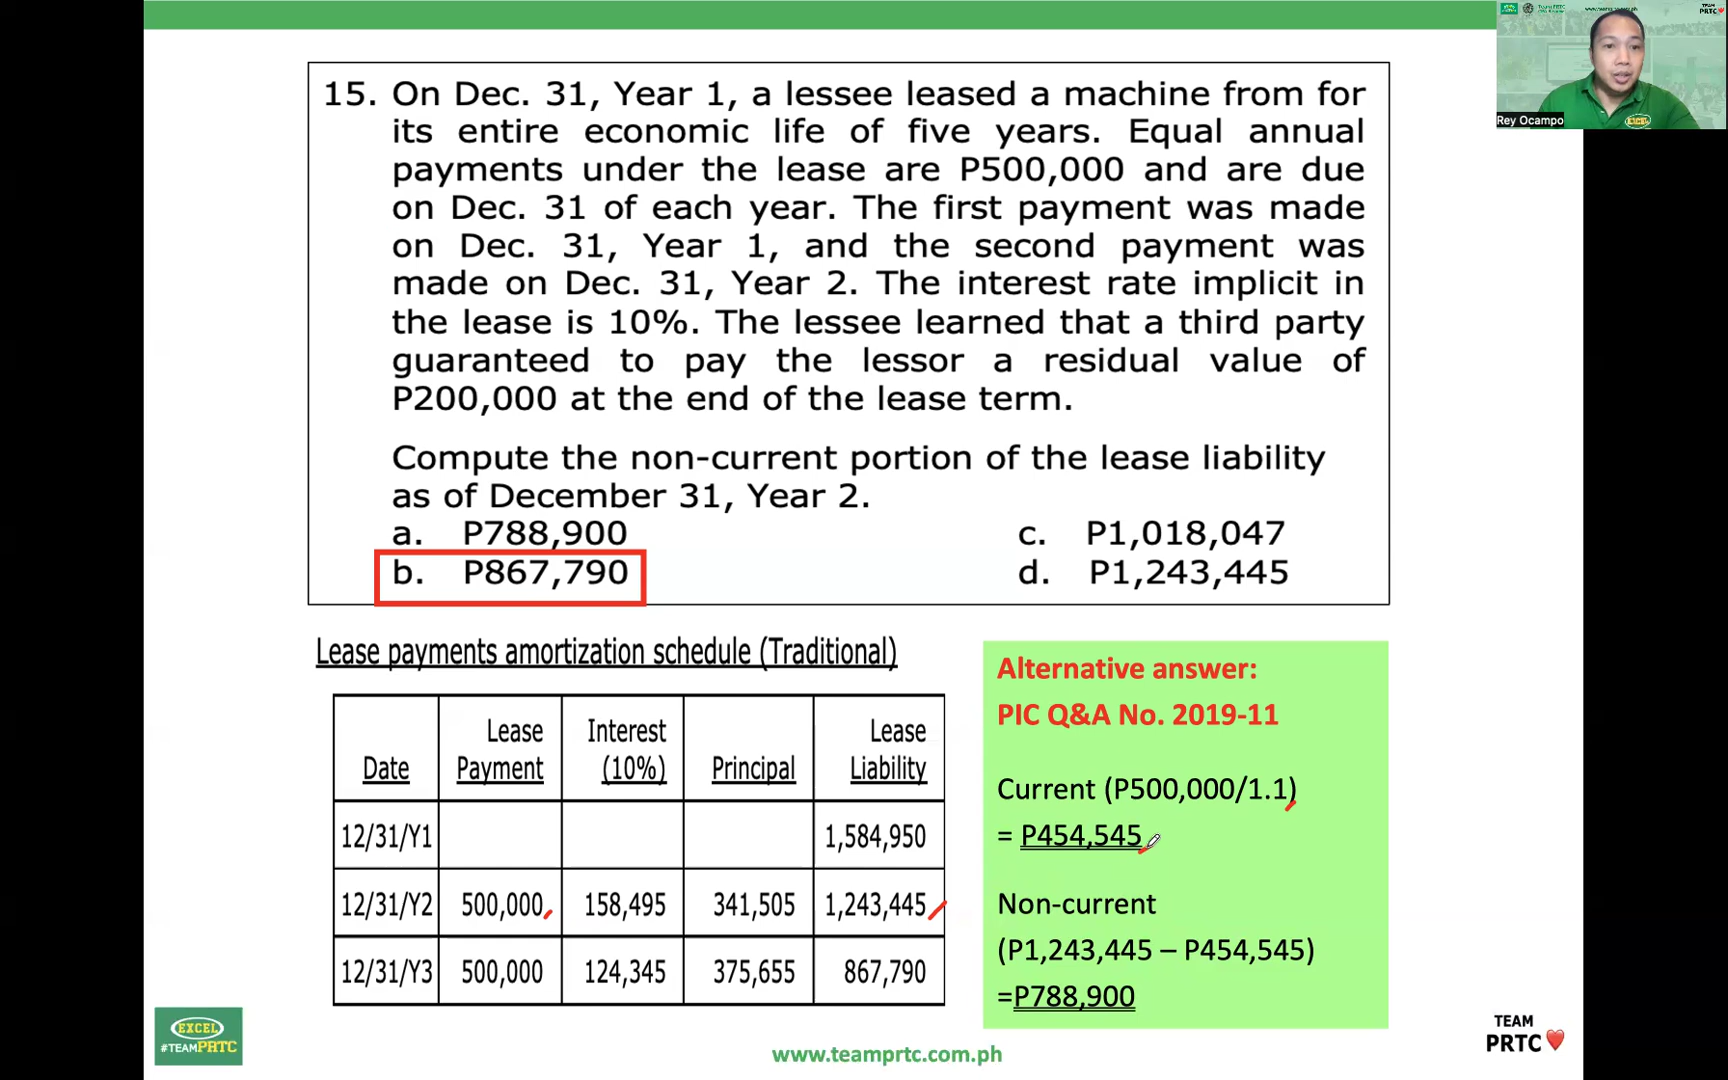 15. On Dec. 31, Year 1, a lessee leased a machine from for
its entire economic life of five years. Equal annual
payments under the lease are P500,000 and are due
on Dec. 31 of each year. The first payment was made
on Dec. 31, Year 1, and the second payment was
made on Dec. 31, Year 2. The interest rate implicit in
the lease is 10%. The lessee learned that a third party
guaranteed to pay the lessor a residual value of
P200,000 at the end of the lease term.
Compute the non-current portion of the lease liability
as of December 31, Year 2.
a. P788,900 c. P1,018,047
b. P867,790 d. P1,243,445
Lease payments amortization schedule (Traditional)
Date Lease Payment Interest (10%) Principal Lease Liability
12/31/Y1 1,584,950
12/31/Y2 500,000 158,495 341,505 1,243,445
12/31/Y3 500,000 124,345 375,655 867,790
Alternative answer:
PIC Q&A No. 2019-11
Current (P500,000/1.1)
= P454,545
Non-current
(P1,243,445 – P454,545)
=P788,900
EXCEL
#TEAMPRTC
www.teamprtc.com.ph
TEAM
PRTC
Rey Ocampo
EXCEL
TEAM
PRTC